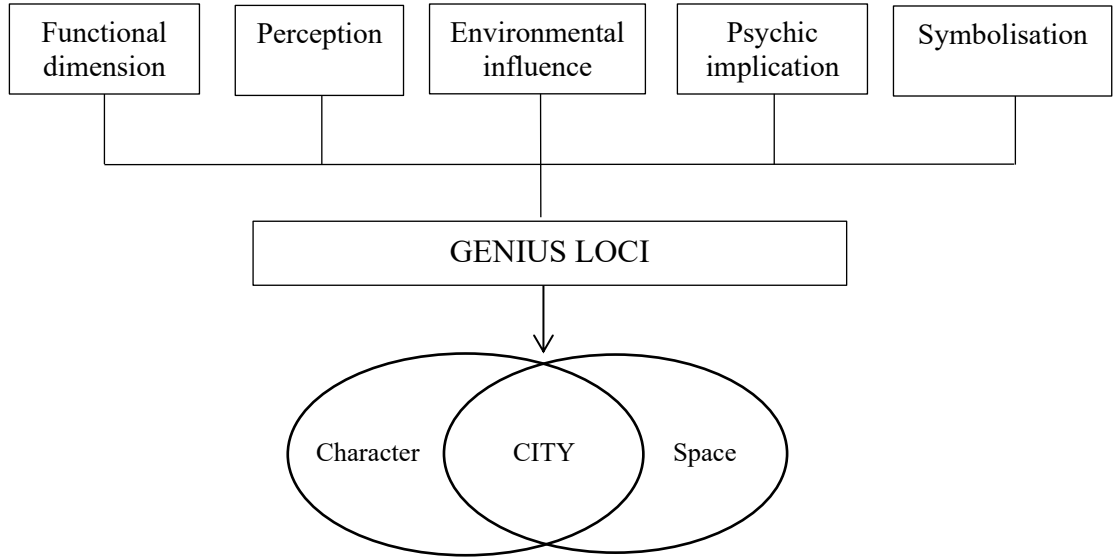 Functional
dimension
Perception
Environmental
influence
Psychic
implication
Symbolisation
GENIUS LOCI
Character
CITY
Space